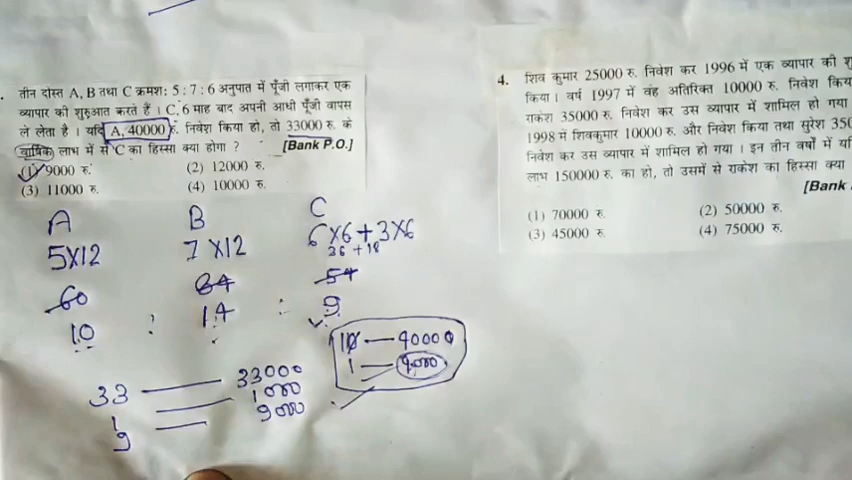 तीन दोस्त A, B तथा C क्रमश: 5 : 7 : 6 अनुपात में पूँजी लगाकर एक
व्यापार की शुरुआत करते हैं । C, 6 माह बाद अपनी आधी पूँजी वापस
ले लेता है । यदि A, 40000 रु. निवेश किया हो, तो 33000 रु. के
वार्षिक लाभ में से C का हिस्सा क्या होगा ? [Bank P.O.]
(1) 9000 रु. (2) 12000 रु.
(3) 11000 रु. (4) 10000 रु.
A B C
5×12 7×12 6×6+3×6
36 + 18
60 84 54
10 : 14 : 9
33 — 33000
1 — 1000
9 — 9000
10 — 40000
1 — 4000
4. शिव कुमार 25000 रु. निवेश कर 1996 में एक व्यापार की
किया । वर्ष 1997 में वह अतिरिक्त 10000 रु. निवेश
राकेश 35000 रु. निवेश कर उस व्यापार में शामिल हो गया
1998 में शिवकुमार 10000 रु. और निवेश किया तथा सुरेश
निवेश कर उस व्यापार में शामिल हो गया । इन तीन वर्षों में
लाभ 150000 रु. का हो, तो उसमें से राकेश का हिस्सा क्या
[Bank
(1) 70000 रु. (2) 50000 रु.
(3) 45000 रु. (4) 75000 रु.